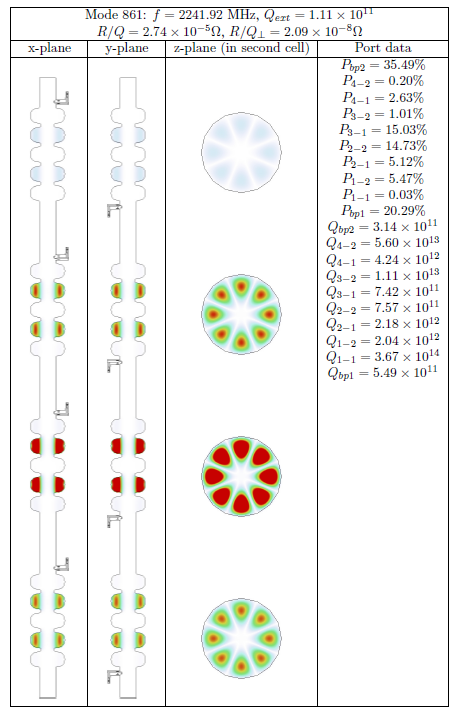 Mode 861: f = 2241.92 MHz, Q_ext = 1.11 × 10^11
R/Q = 2.74 × 10^−5Ω, R/Q_⊥ = 2.09 × 10^−8Ω
x-plane y-plane z-plane (in second cell) Port data
P_bp2 = 35.49%
P_4−2 = 0.20%
P_4−1 = 2.63%
P_3−2 = 1.01%
P_3−1 = 15.03%
P_2−2 = 14.73%
P_2−1 = 5.12%
P_1−2 = 5.47%
P_1−1 = 0.03%
P_bp1 = 20.29%
Q_bp2 = 3.14 × 10^11
Q_4−2 = 5.60 × 10^13
Q_4−1 = 4.24 × 10^12
Q_3−2 = 1.11 × 10^13
Q_3−1 = 7.42 × 10^11
Q_2−2 = 7.57 × 10^11
Q_2−1 = 2.18 × 10^12
Q_1−2 = 2.04 × 10^12
Q_1−1 = 3.67 × 10^14
Q_bp1 = 5.49 × 10^11